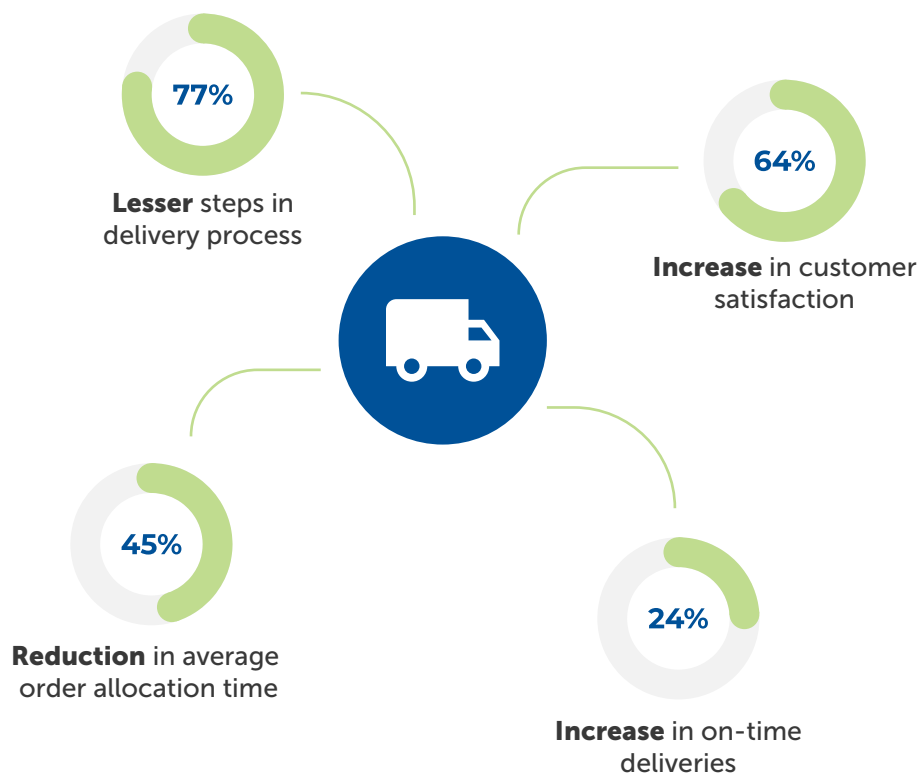 77%
Lesser steps in
delivery process
64%
Increase in customer
satisfaction
45%
Reduction in average
order allocation time
24%
Increase in on-time
deliveries